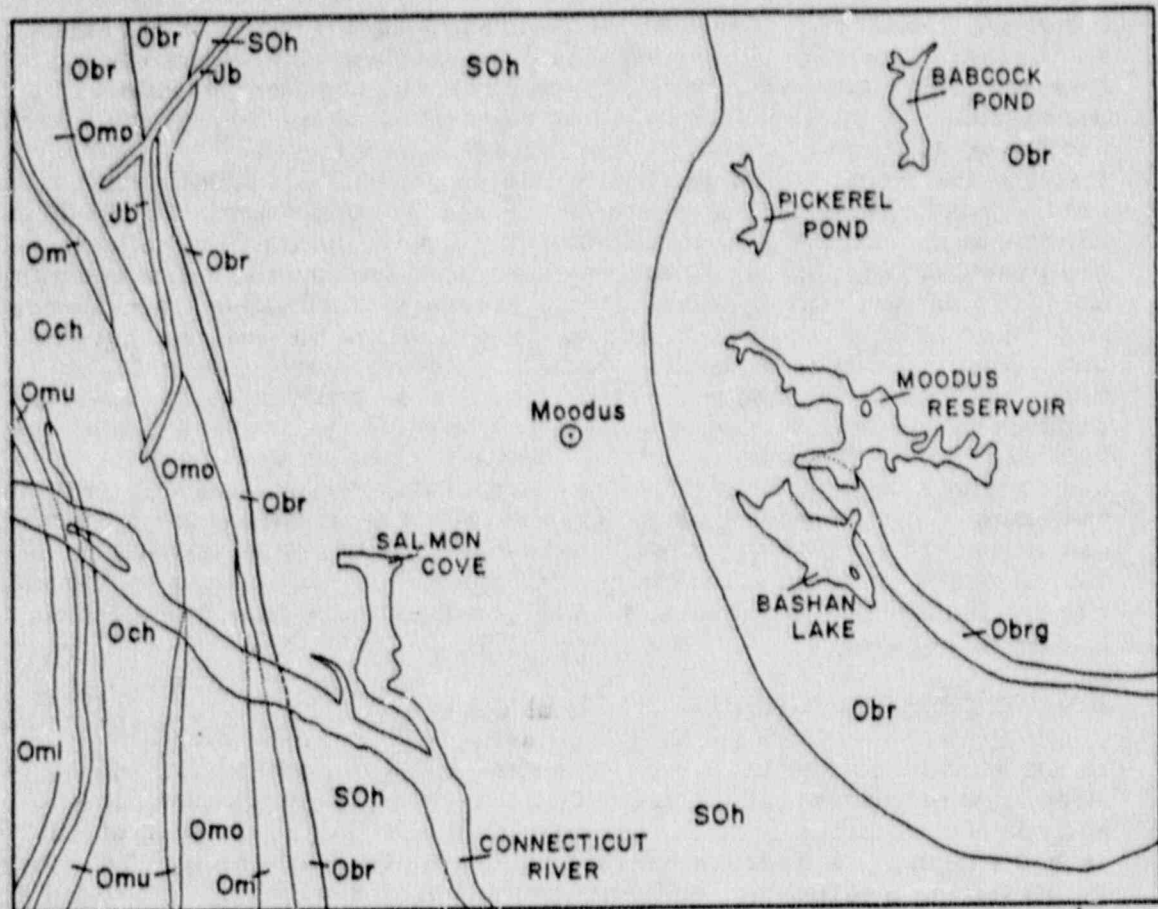 Obr
SOh
Jb
SOh
BABCOCK
POND
Omo
Obr
PICKEREL
POND
Jb
Om
Obr
Och
Omu
Moodus
MOODUS
RESERVOIR
Omo
Obr
SALMON
COVE
BASHAN
LAKE
Obrg
Och
Obr
Oml
SOh
SOh
Omo
CONNECTICUT
RIVER
Omu
Om
Obr
Obr